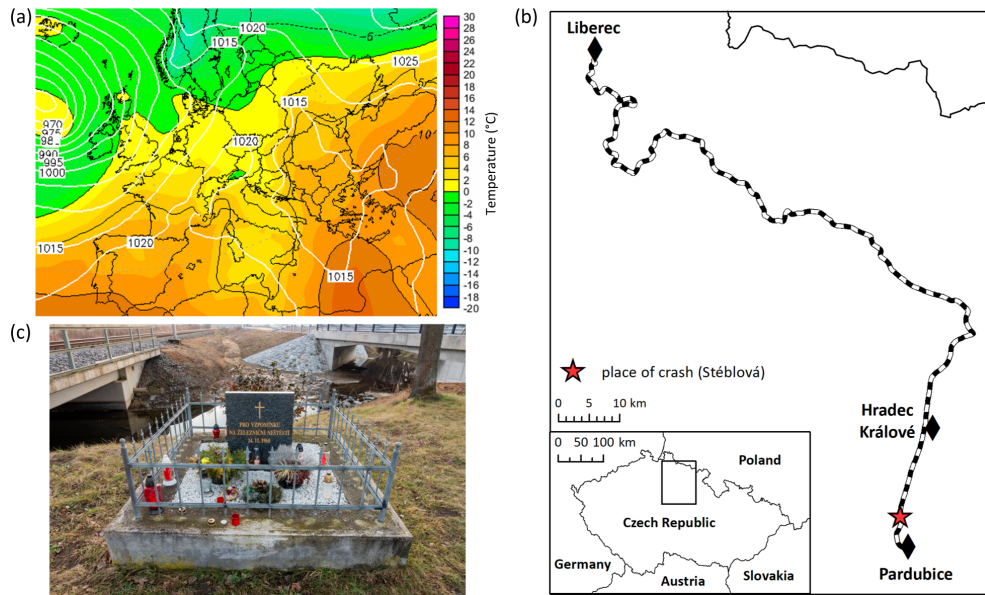 (a)
1020
1015
1025
1015
10
970
975
990
995
1000
1020
1015
1020
1015
30
28
26
24
22
20
18
16
14
12
10
8
6
4
2
0
-2
-4
-6
-8
-10
-12
-14
-16
-18
-20
Temperature (°C)
(b)
Liberec
place of crash (Stéblová)
0 5 10 km
Hradec
Králové
Pardubice
0 50 100 km
Poland
Czech Republic
Germany
Austria
Slovakia
(c)
PRO VZPOMÍNKU
NA ŽELEZNIČNÍ NEŠTĚSTÍ
14. 11. 1960